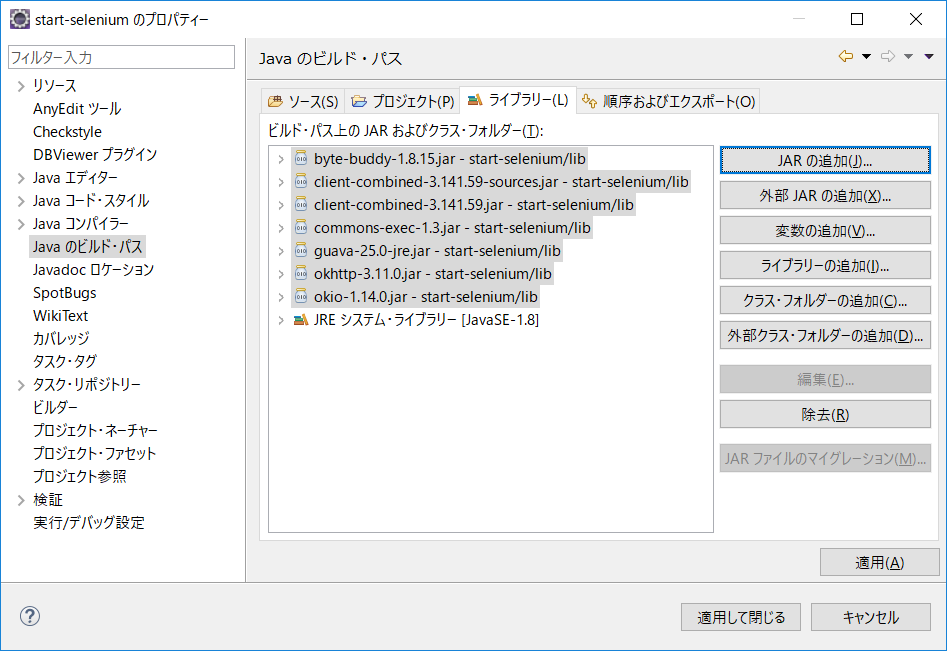 start-selenium のプロパティー
フィルター入力
リソース
AnyEdit ツール
Checkstyle
DBViewer プラグイン
Java エディター
Java コード・スタイル
Java コンパイラー
Java のビルド・パス
Javadoc ロケーション
SpotBugs
WikiText
カバレッジ
タスク・タグ
タスク・リポジトリー
ビルダー
プロジェクト・ネーチャー
プロジェクト・ファセット
プロジェクト参照
検証
実行/デバッグ設定
Java のビルド・パス
ソース(S) プロジェクト(P) ライブラリー(L) 順序およびエクスポート(O)
ビルド・パス上の JAR およびクラス・フォルダー(T):
byte-buddy-1.8.15.jar - start-selenium/lib
client-combined-3.141.59-sources.jar - start-selenium/lib
client-combined-3.141.59.jar - start-selenium/lib
commons-exec-1.3.jar - start-selenium/lib
guava-25.0-jre.jar - start-selenium/lib
okhttp-3.11.0.jar - start-selenium/lib
okio-1.14.0.jar - start-selenium/lib
JRE システム・ライブラリー [JavaSE-1.8]
JAR の追加(J)...
外部 JAR の追加(X)...
変数の追加(V)...
ライブラリーの追加(I)...
クラス・フォルダーの追加(C)...
外部クラス・フォルダーの追加(D)...
編集(E)...
除去(R)
JAR ファイルのマイグレーション(M)...
適用(A)
?
適用して閉じる キャンセル